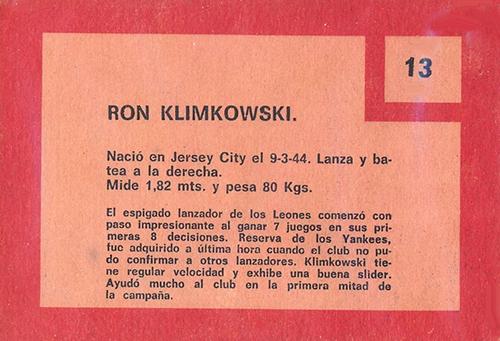 13
RON KLIMKOWSKI.
Nació en Jersey City el 9-3-44. Lanza y ba-
tea a la derecha.
Mide 1,82 mts. y pesa 80 Kgs.
El espigado lanzador de los Leones comenzó con
paso impresionante al ganar 7 juegos en sus pri-
meras 8 decisiones. Reserva de los Yankees,
fue adquirido a última hora cuando el club no pu-
do confirmar a otros lanzadores. Klimkowski tie-
ne regular velocidad y exhibe una buena slider.
Ayudó mucho al club en la primera mitad de
la campaña.